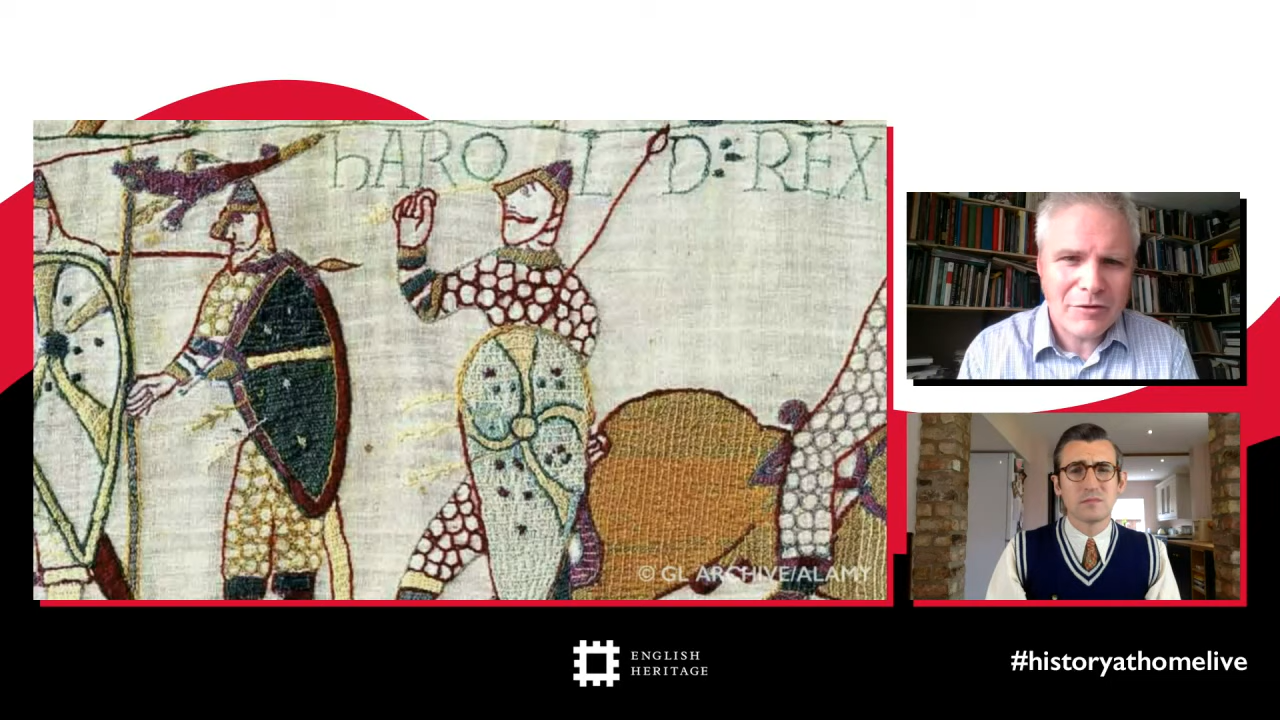 hARO L D:·REX
© GL ARCHIVE/ALAMY
ENGLISH
HERITAGE
#historyathomelive